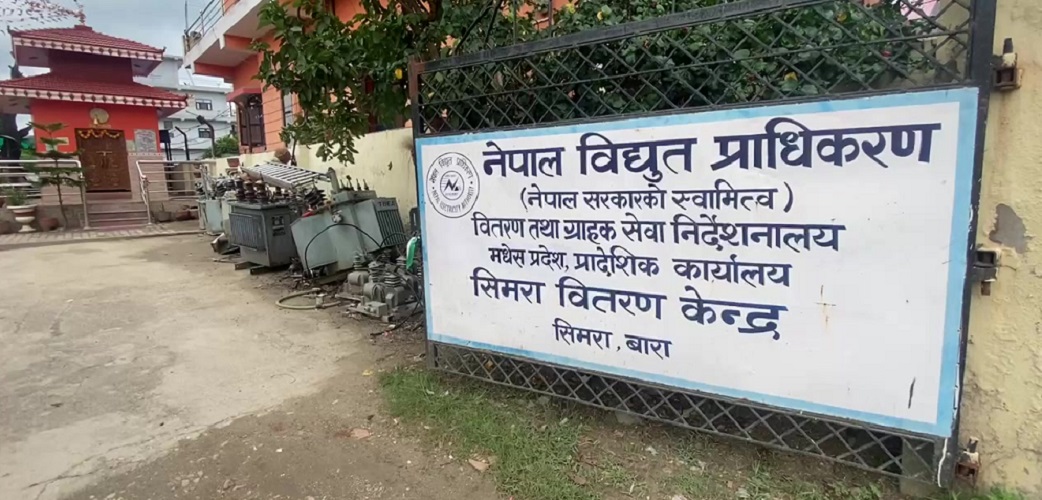 नेपाल विद्युत प्राधिकरण
(नेपाल सरकारको स्वामित्व)
वितरण तथा ग्राहक सेवा निर्देशनालय
मधेस प्रदेश, प्रादेशिक कार्यालय
सिमरा वितरण केन्द्र
सिमरा, बारा